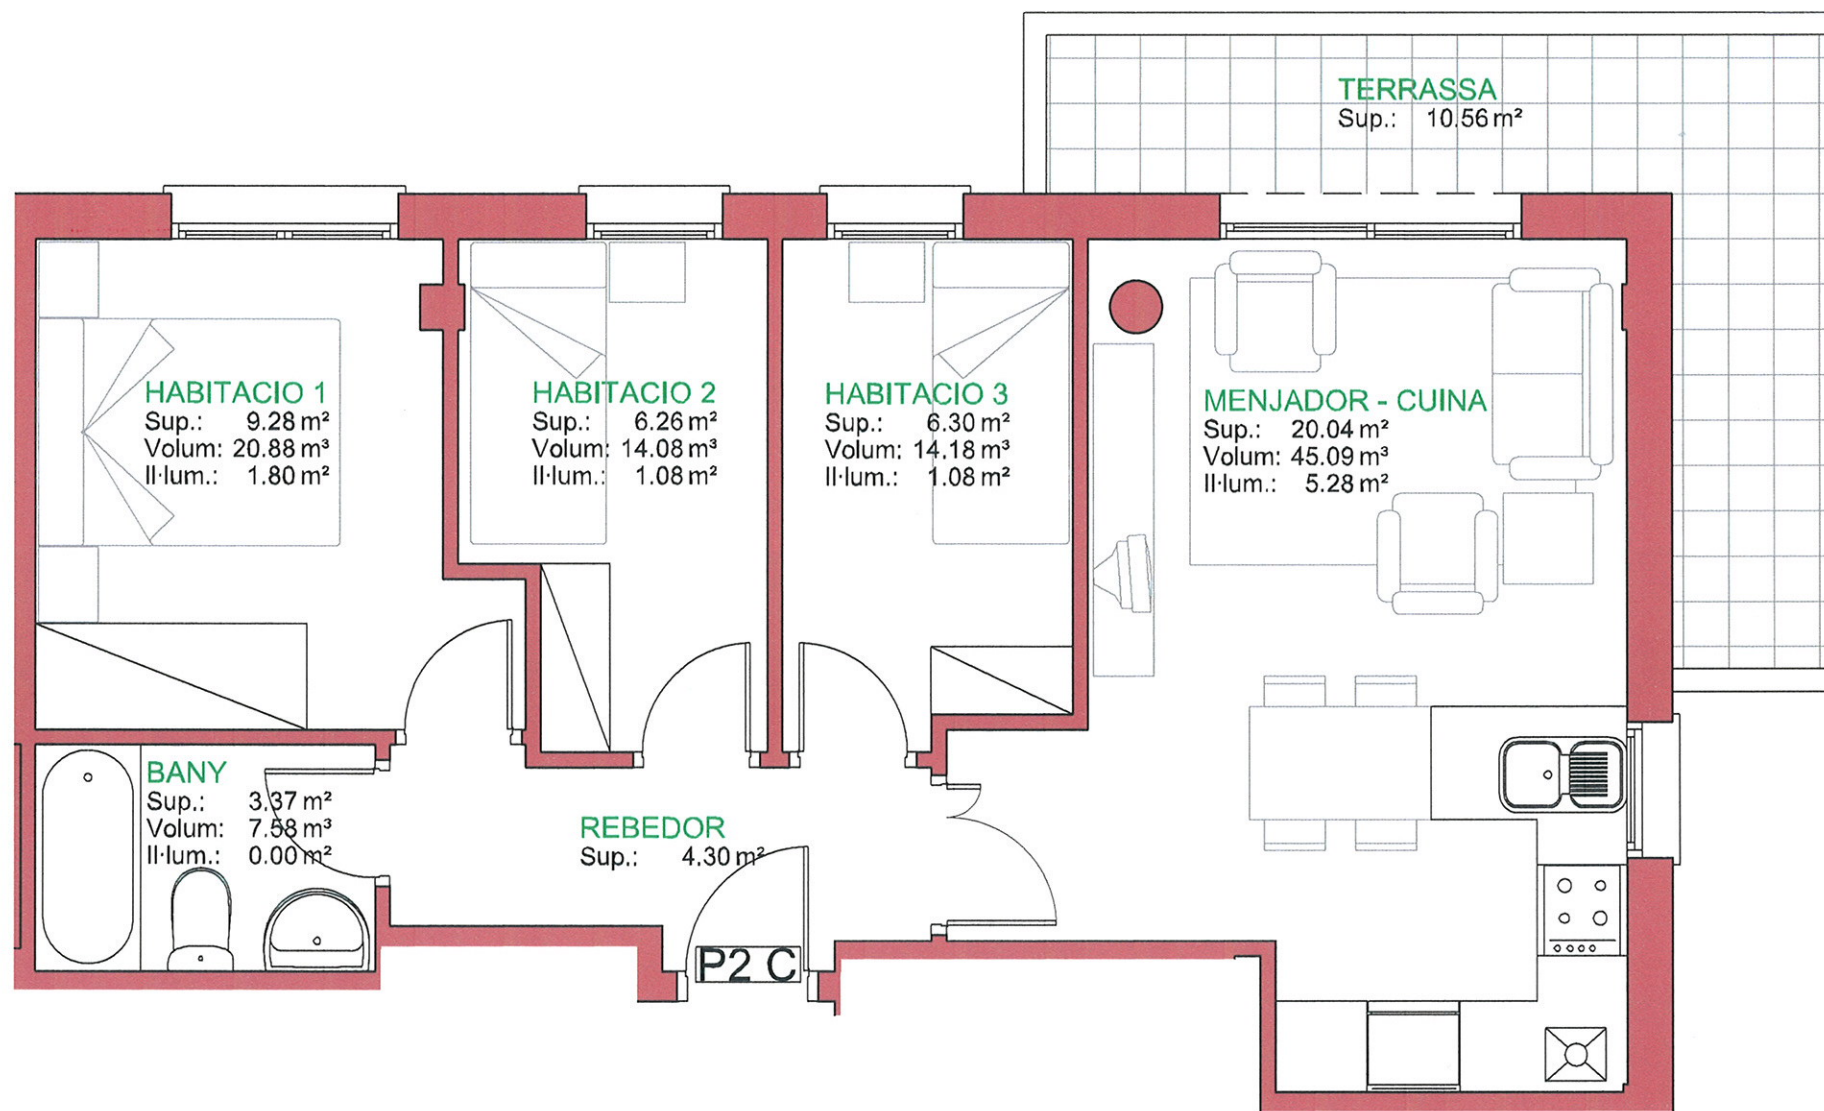 TERRASSA
Sup.: 10.56 m²
HABITACIO 1
Sup.: 9.28 m²
Volum: 20.88 m³
Il·lum.: 1.80 m²
HABITACIO 2
Sup.: 6.26 m²
Volum: 14.08 m³
Il·lum.: 1.08 m²
HABITACIO 3
Sup.: 6.30 m²
Volum: 14.18 m³
Il·lum.: 1.08 m²
MENJADOR - CUINA
Sup.: 20.04 m²
Volum: 45.09 m³
Il·lum.: 5.28 m²
BANY
Sup.: 3.37 m²
Volum: 7.58 m³
Il·lum.: 0.00 m²
REBEDOR
Sup.: 4.30 m²
P2 C